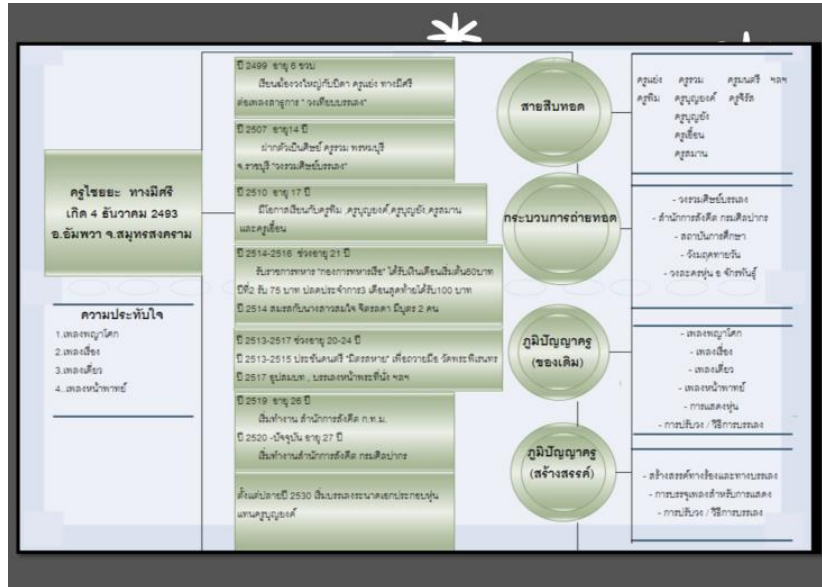 ครูไชยยะ ทางมีศรี
เกิด 4 ธันวาคม 2493
อ.อัมพวา จ.สมุทรสงคราม
ความประทับใจ
1.เพลงพญาโศก
2.เพลงเรื่อง
3.เพลงเดี่ยว
4..เพลงหน้าพาทย์
ปี 2499 อายุ 6 ขวบ
เรียนฆ้องวงใหญ่กับบิดา ครูแย่ง ทางมีศรี
ต่อเพลงสาธุการ " วงเทียบบรรเลง"
ปี 2507 อายุ14 ปี
ฝากตัวเป็นศิษย์ ครูรวม พรหมบุรี
จ.ราชบุรี "วงรวมศิษย์บรรเลง"
ปี 2510 อายุ 17 ปี
มีโอกาสเรียนกับครูพิม ,ครูบุญยงค์,ครูบุญยัง,ครูสมาน
และครูเชื้อน
ปี 2514-2516 ช่วงอายุ 21 ปี
รับราชการทหาร "กองการทหารเรือ" ได้รับเงินเดือนเริ่มต้น60บาท
ปีที่2 รับ 75 บาท ปลดประจำการ3 เดือนสุดท้ายได้รับ100 บาท
ปี 2514 สมรสกับนางสาวสมใจ จิตรลดา มีบุตร 2 คน
ปี 2513-2517 ช่วงอายุ 20-24 ปี
ปี 2513-2515 ประชันดนตรี "มิตรสหาย" เพื่อถวายมือ วัดพระพิเรนทร
ปี 2517 อุปสมบท , บรรเลงหน้าพระที่นั่ง ฯลฯ
ปี 2519 อายุ 26 ปี
เริ่มทำงาน สำนักการสังคีต ก.ท.ม.
ปี 2520 -ปัจจุบัน อายุ 27 ปี
เริ่มทำงานสำนักการสังคีต กรมศิลปากร
ตั้งแต่ปลายปี 2530 เริ่มบรรเลงระนาดเอกประกอบหุ่น
แทนครูบุญยงค์
สายสืบทอด
ครูแย่ง ครูรวม ครูมนตรี ฯลฯ
ครูพิม ครูบุญยงค์ ครูจิรัส
ครูบุญยัง
ครูเชื้อน
ครูสมาน
กระบวนการถ่ายทอด
- วงรวมศิษย์บรรเลง
- สำนักการสังคีต กรมศิลปากร
- สถาบันการศึกษา
- วังมฤคทายวัน
- วงละครหุ่น อ จักรพันธุ์
ภูมิปัญญาครู
(ของเดิม)
- เพลงพญาโศก
- เพลงเรื่อง
- เพลงเดี่ยว
- เพลงหน้าพาทย์
- การแสดงหุ่น
- การปรับวง / วิธีการบรรเลง
ภูมิปัญญาครู
(สร้างสรรค์)
- สร้างสรรค์ทางร้องและทางบรรเลง
- การบรรจุเพลงสำหรับการแสดง
- การปรับวง / วิธีการบรรเลง